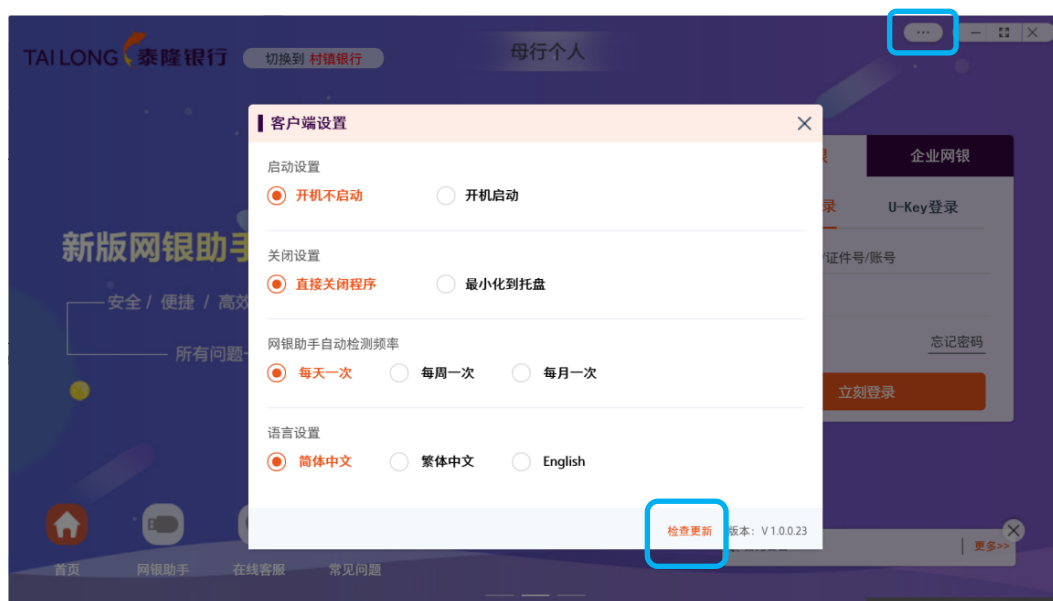 TAILONG 泰隆银行
切换到 村镇银行
母行个人
···
客户端设置
启动设置
开机不启动 开机启动
关闭设置
直接关闭程序 最小化到托盘
网银助手自动检测频率
每天一次 每周一次 每月一次
语言设置
简体中文 繁体中文 English
检查更新 版本： V 1.0.0.23
企业网银
录 U-Key登录
/证件号/账号
忘记密码
立刻登录
新版网银助手
安全 / 便捷 / 高效
所有问题一
更多>>
首页 网银助手 在线客服 常见问题